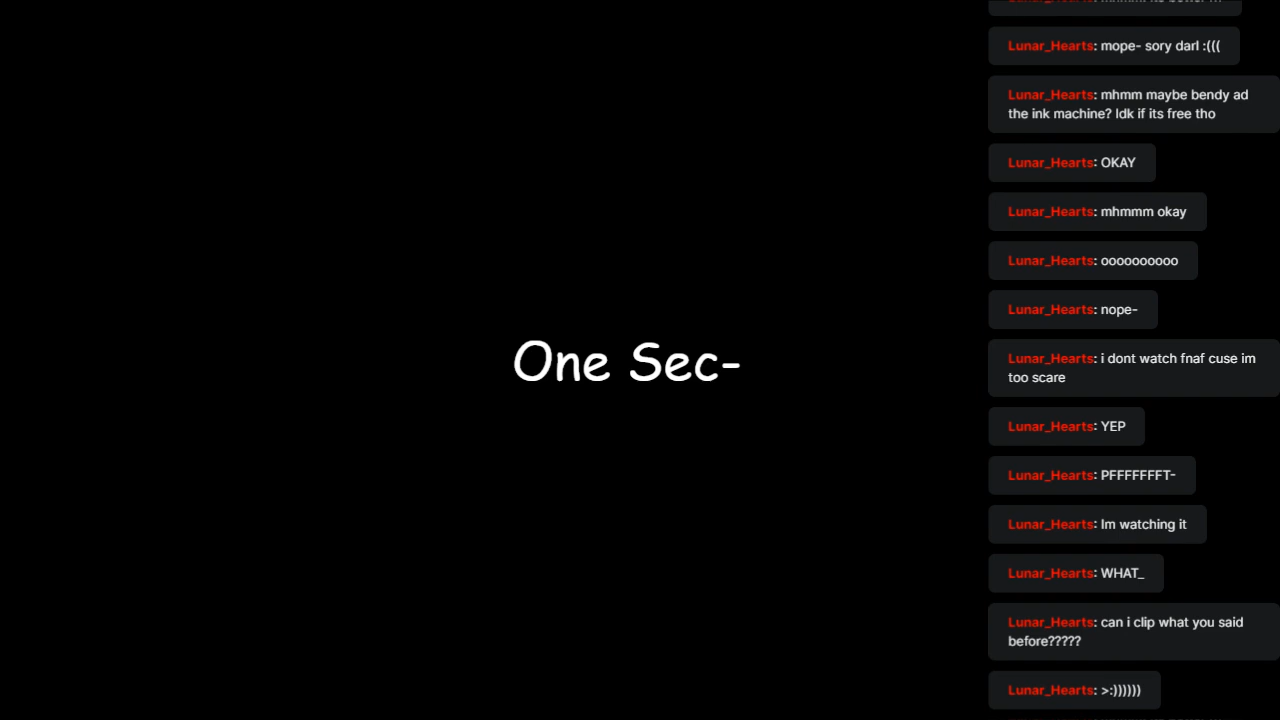 One Sec-
Lunar_Hearts: mope- sory darl :(((
Lunar_Hearts: mhmm maybe bendy ad
the ink machine? Idk if its free tho
Lunar_Hearts: OKAY
Lunar_Hearts: mhmmm okay
Lunar_Hearts: oooooooooo
Lunar_Hearts: nope-
Lunar_Hearts: i dont watch fnaf cuse im
too scare
Lunar_Hearts: YEP
Lunar_Hearts: PFFFFFFFT-
Lunar_Hearts: Im watching it
Lunar_Hearts: WHAT_
Lunar_Hearts: can i clip what you said
before?????
Lunar_Hearts: >:))))))